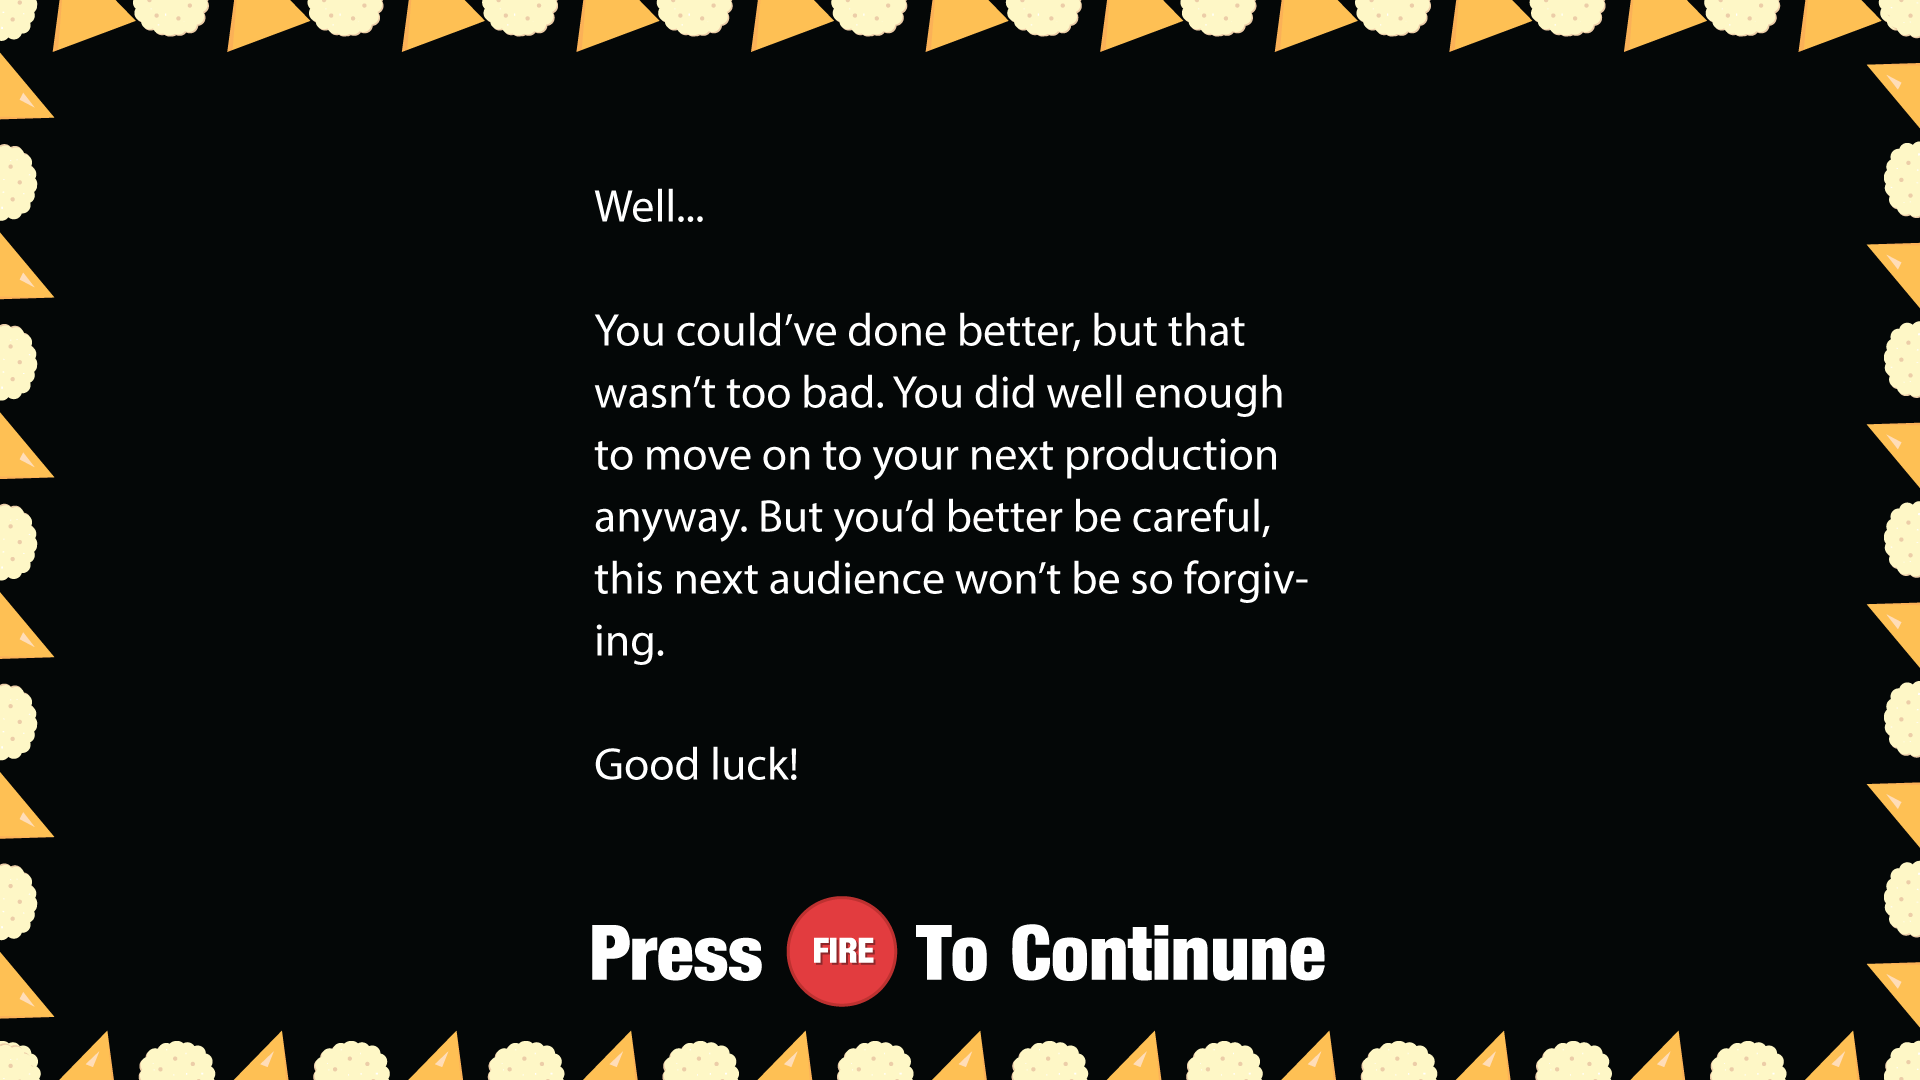 Well...
You could’ve done better, but that
wasn’t too bad. You did well enough
to move on to your next production
anyway. But you’d better be careful,
this next audience won’t be so forgiv-
ing.
Good luck!
Press FIRE To Continune